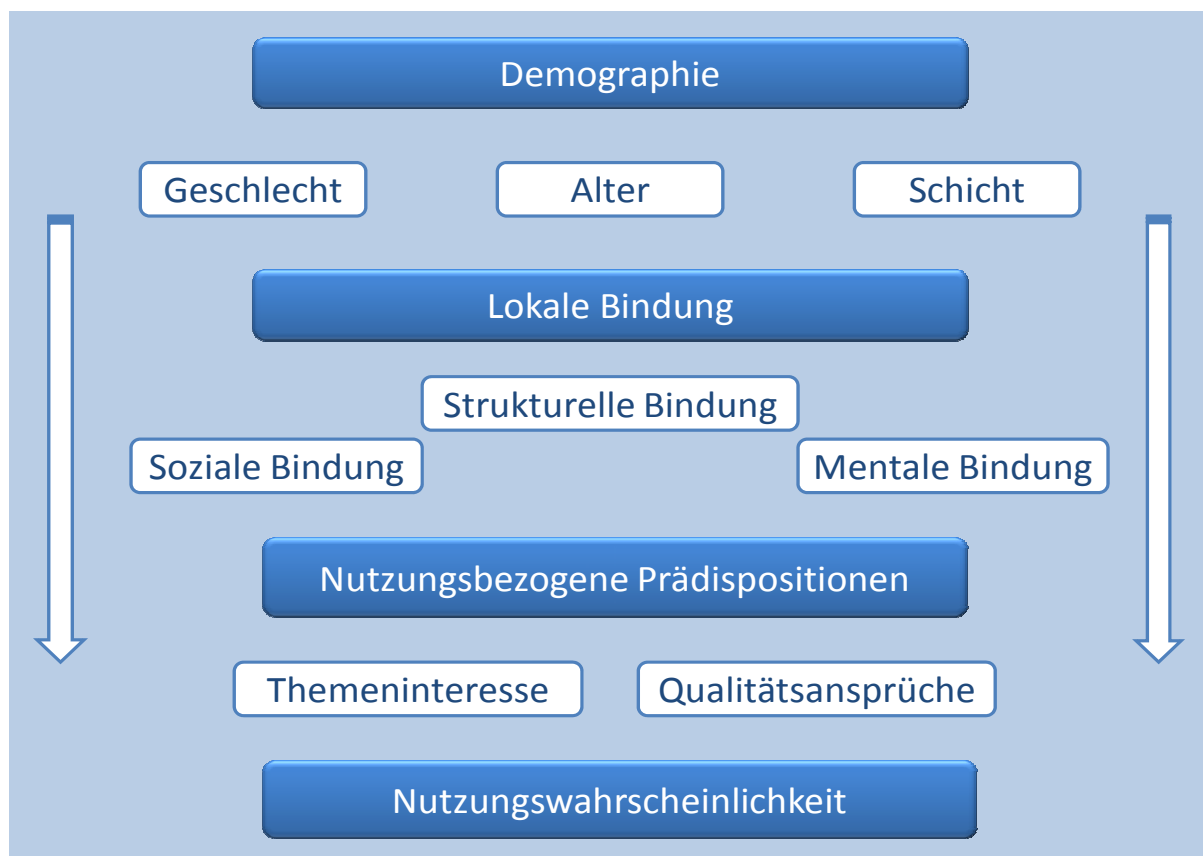 Demographie
Geschlecht
Alter
Schicht
Lokale Bindung
Strukturelle Bindung
Soziale Bindung
Mentale Bindung
Nutzungsbezogene Prädispositionen
Themeninteresse
Qualitätsansprüche
Nutzungswahrscheinlichkeit